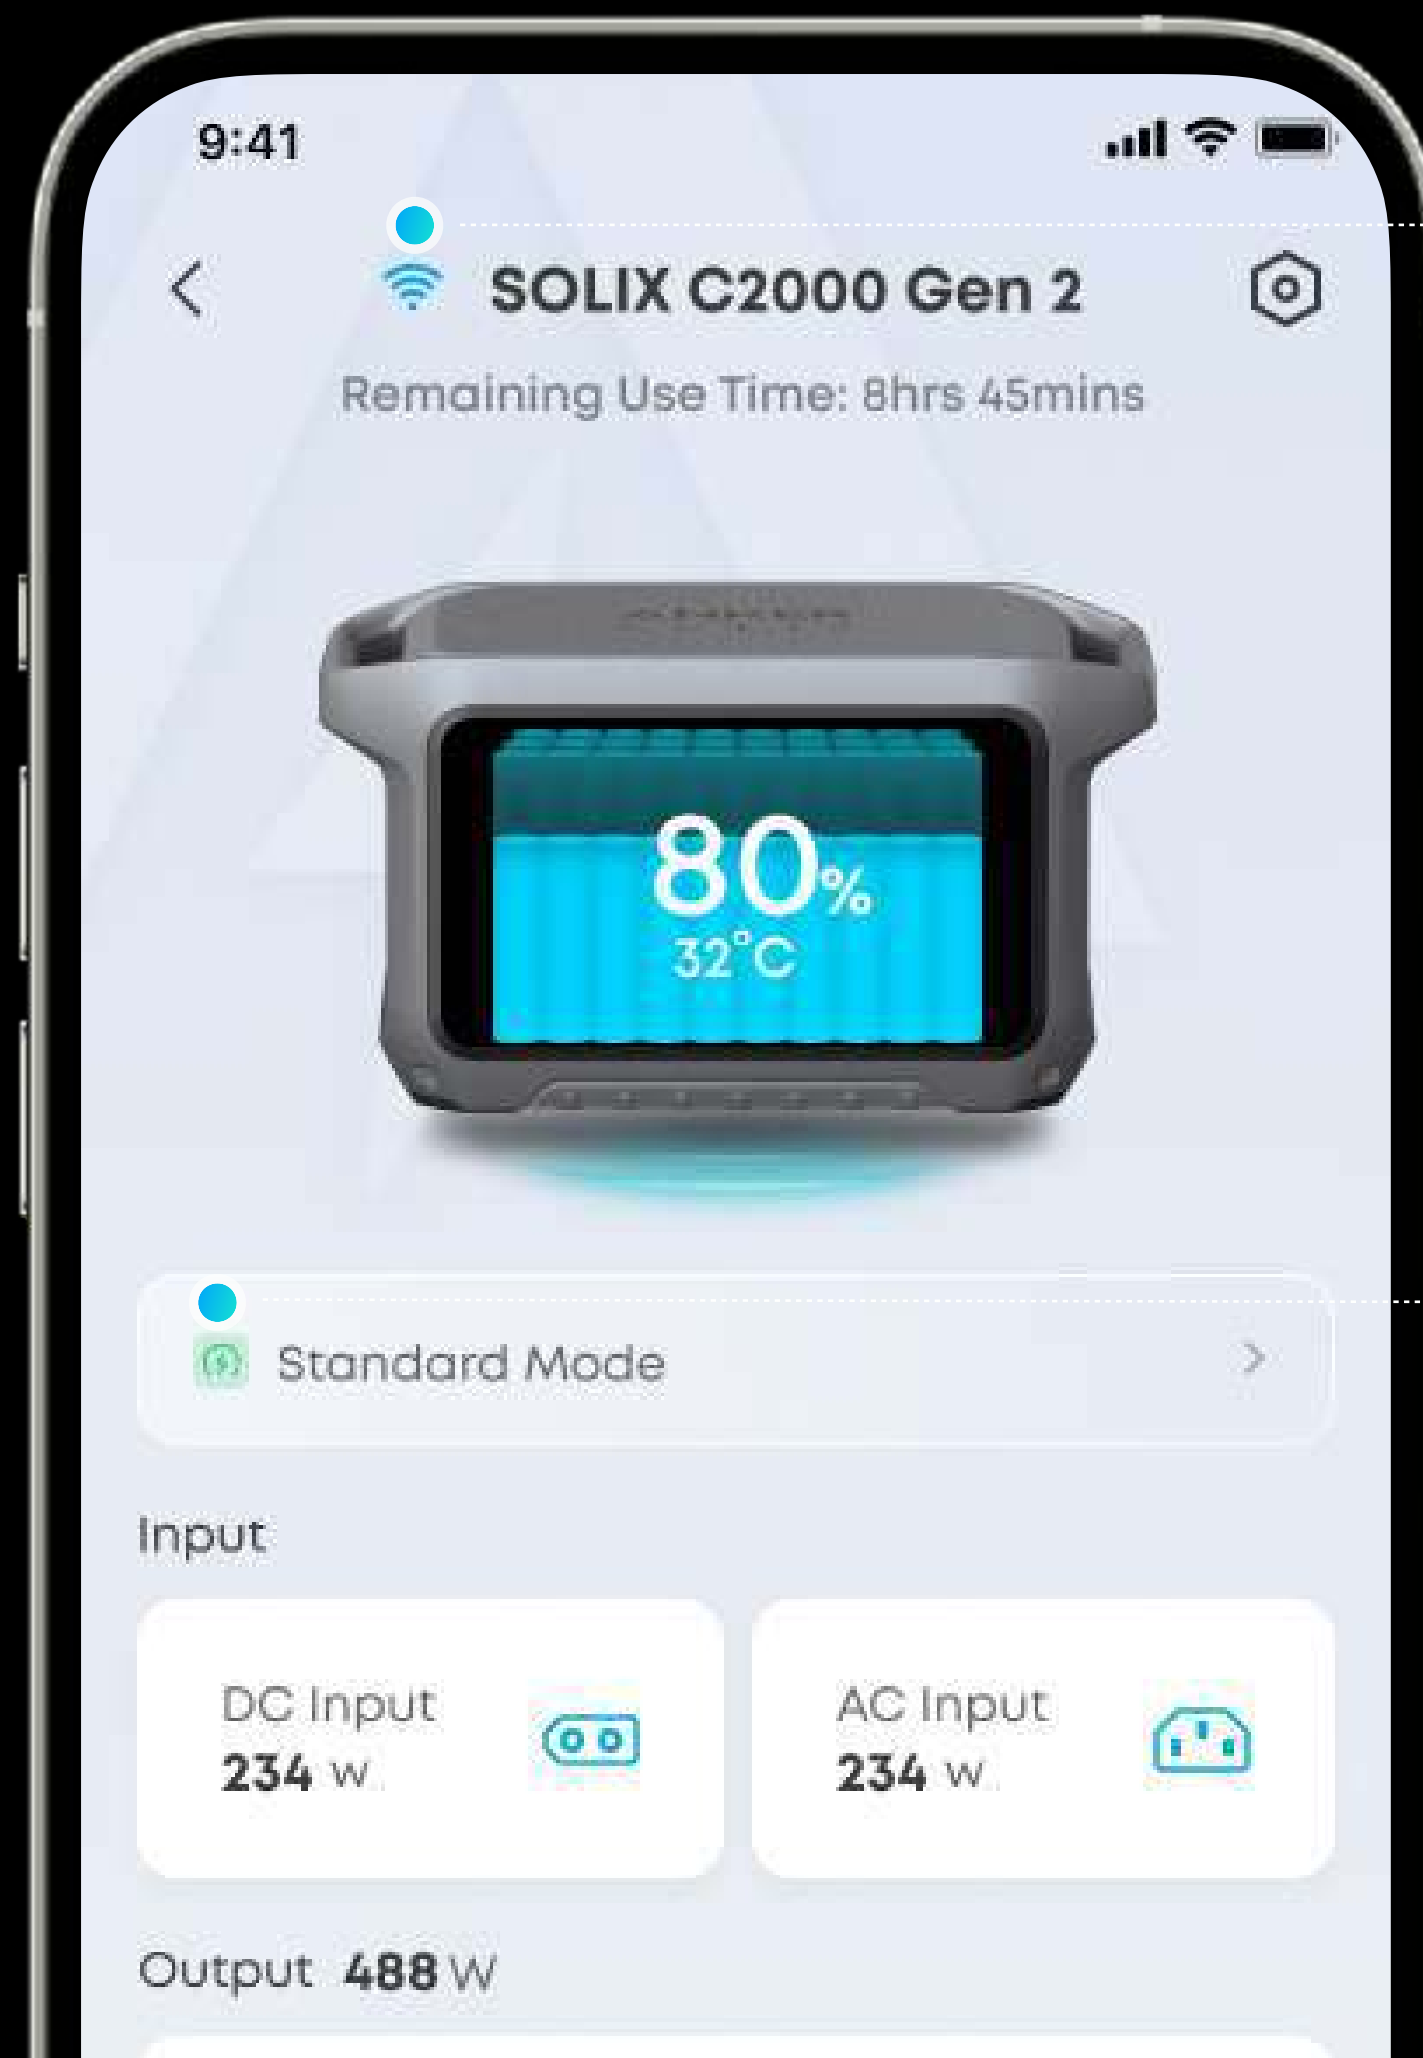 9:41
SOLIX C2000 Gen 2
Remaining Use Time: 8hrs 45mins
80%
32°C
Standard Mode
Input
DC Input
234 W
AC Input
234 W
Output 488 W